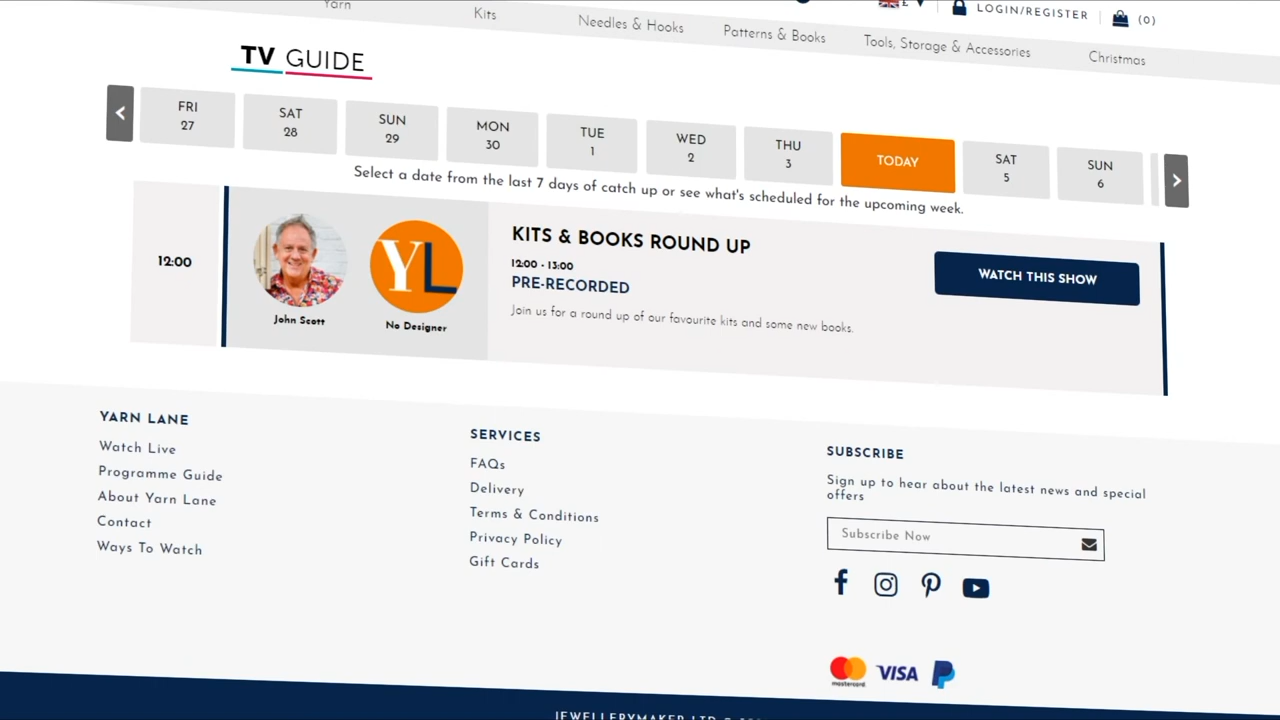 Yarn
Kits
Needles & Hooks
Patterns & Books
Tools, Storage & Accessories
Christmas
£
LOGIN/REGISTER
(0)
TV GUIDE
FRI
27
SAT
28
SUN
29
MON
30
TUE
1
WED
2
THU
3
TODAY
SAT
5
SUN
6
Select a date from the last 7 days of catch up or see what's scheduled for the upcoming week.
12:00
John Scott
YL
No Designer
KITS & BOOKS ROUND UP
12:00 - 13:00
PRE-RECORDED
Join us for a round up of our favourite kits and some new books.
WATCH THIS SHOW
YARN LANE
Watch Live
Programme Guide
About Yarn Lane
Contact
Ways To Watch
SERVICES
FAQs
Delivery
Terms & Conditions
Privacy Policy
Gift Cards
SUBSCRIBE
Sign up to hear about the latest news and special
offers
Subscribe Now
mastercard
VISA
JEWELLERYMAKER LTD